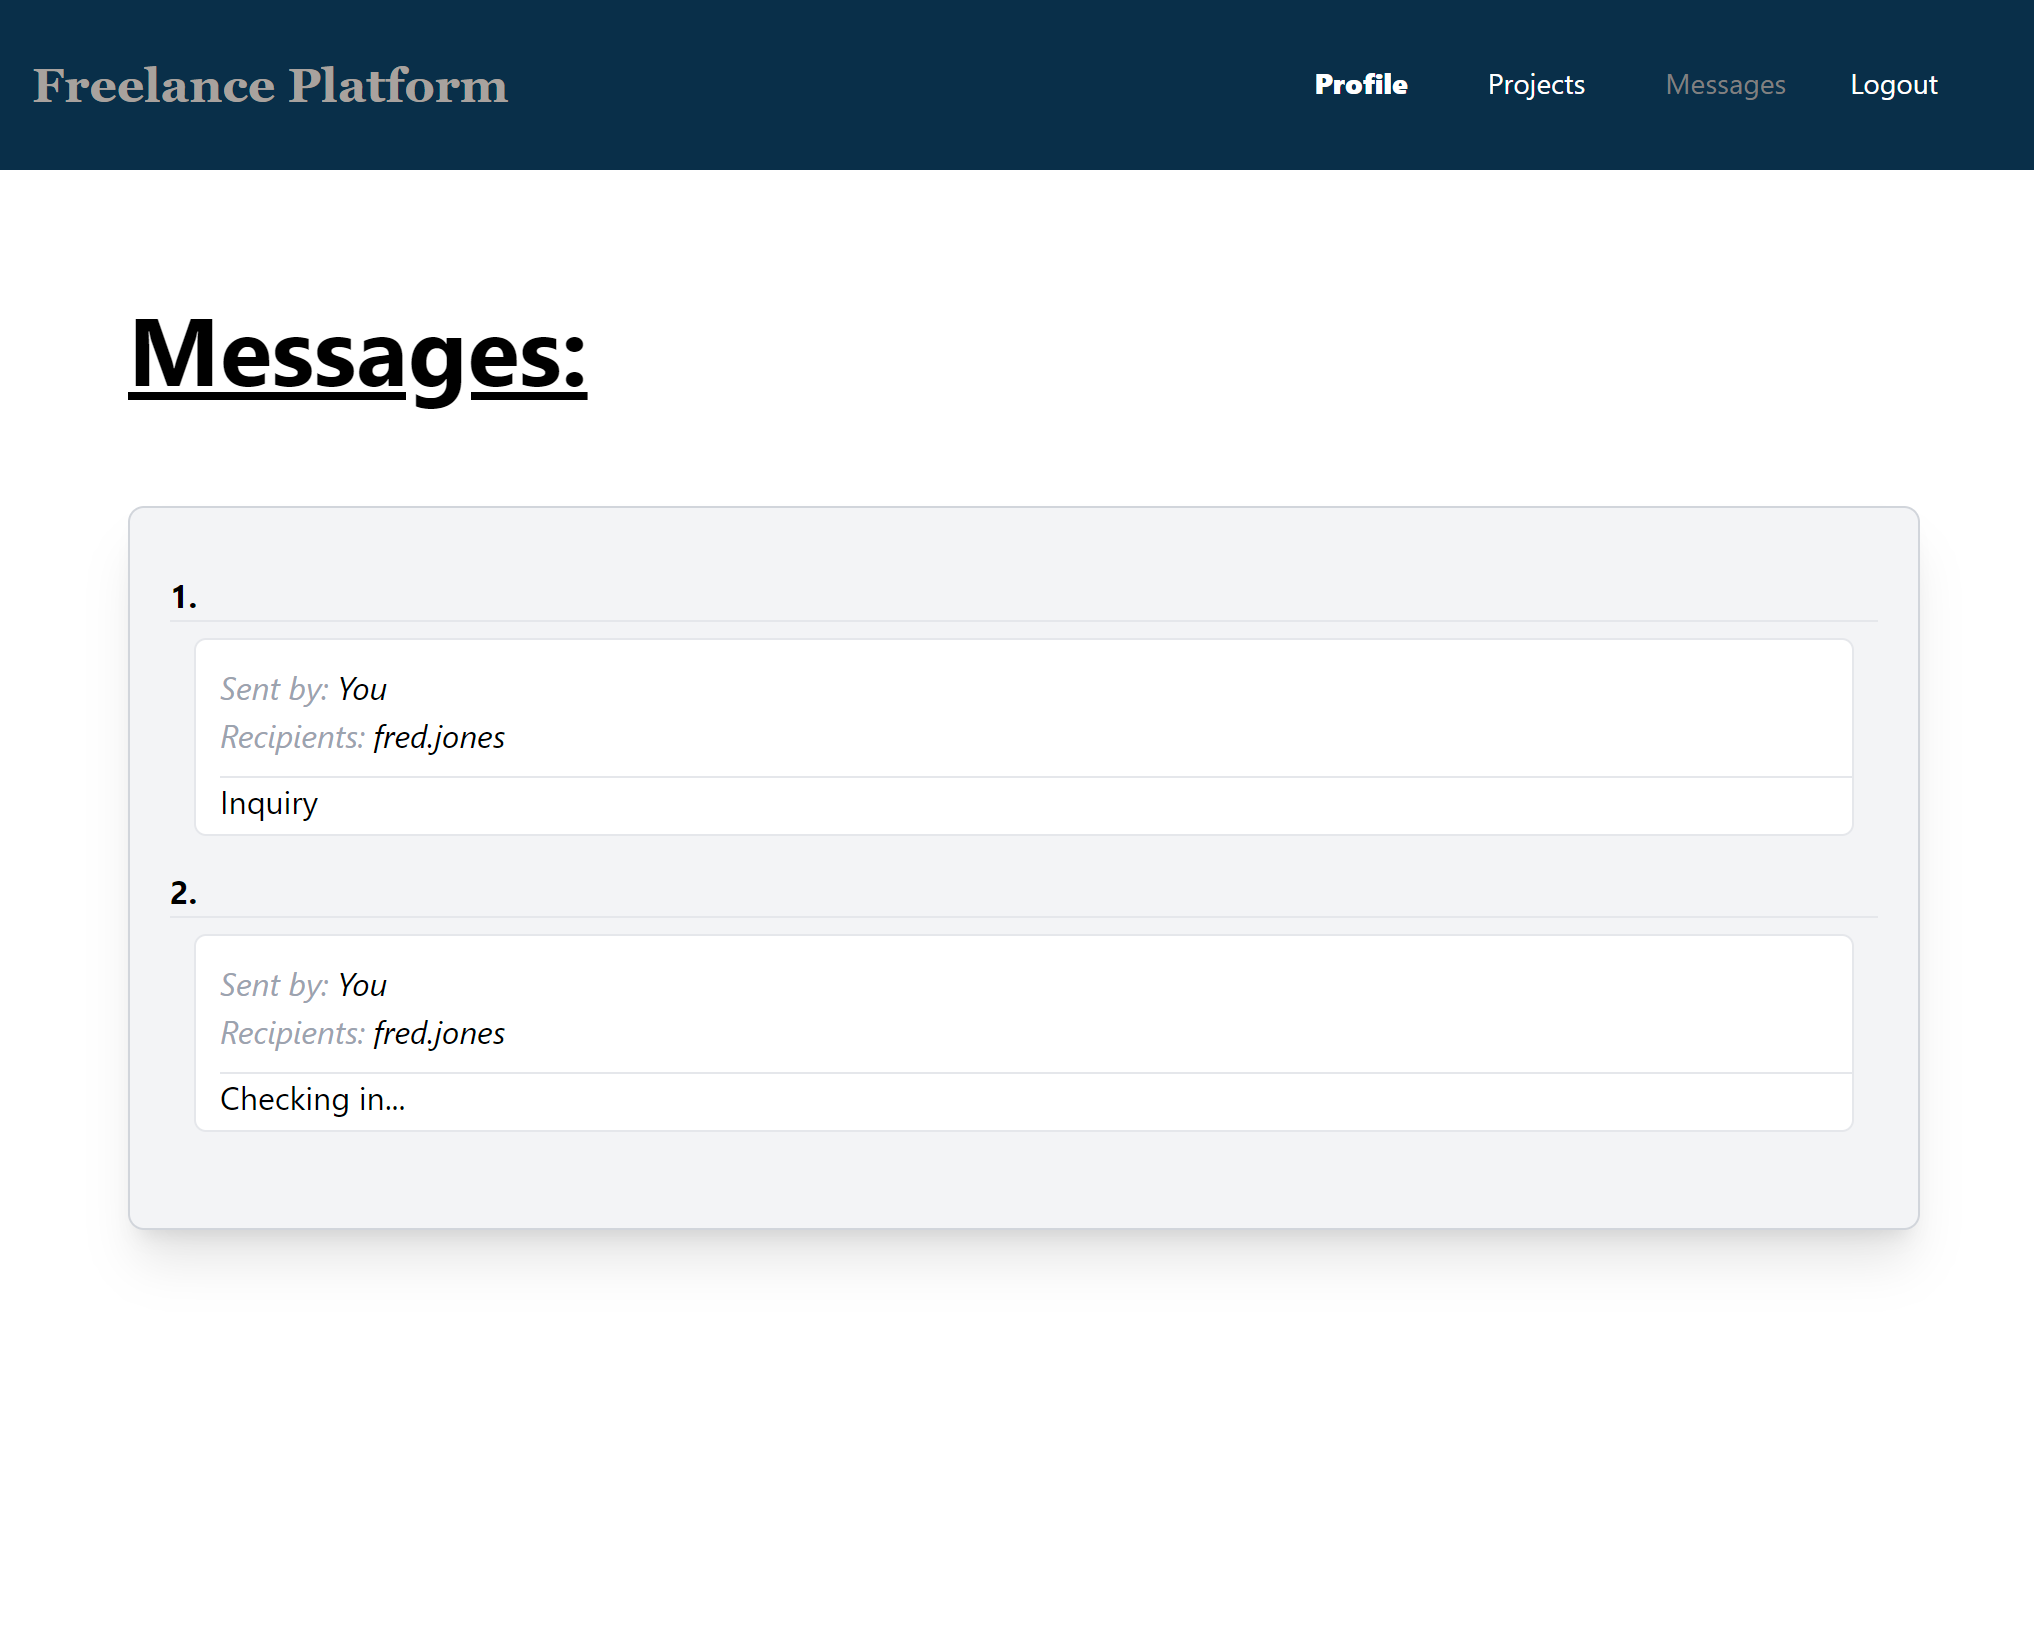 Freelance Platform
Profile Projects Messages Logout
Messages:
1.
Sent by: You
Recipients: fred.jones
Inquiry
2.
Sent by: You
Recipients: fred.jones
Checking in...